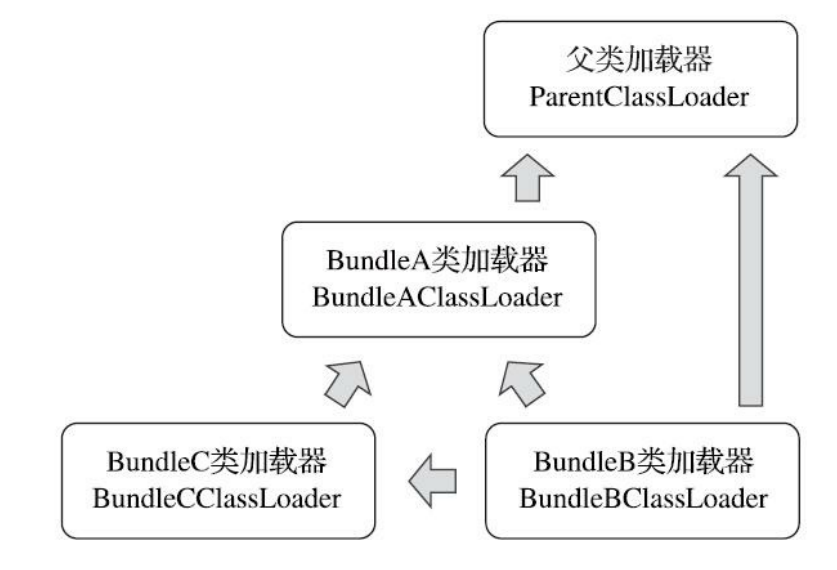 父类加载器
ParentClassLoader
BundleA类加载器
BundleAClassLoader
BundleC类加载器
BundleCClassLoader
BundleB类加载器
BundleBClassLoader